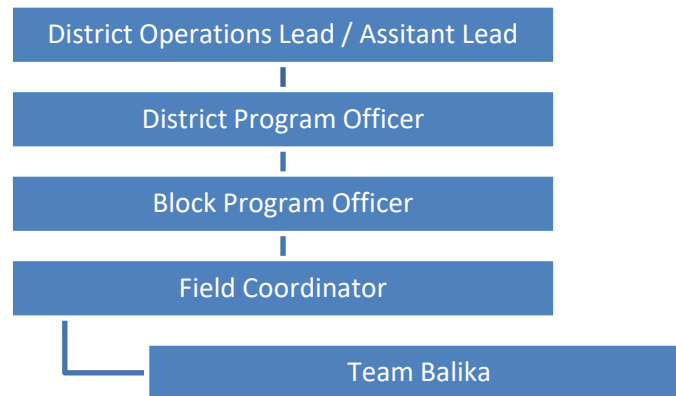 District Operations Lead / Assitant Lead
District Program Officer
Block Program Officer
Field Coordinator
Team Balika